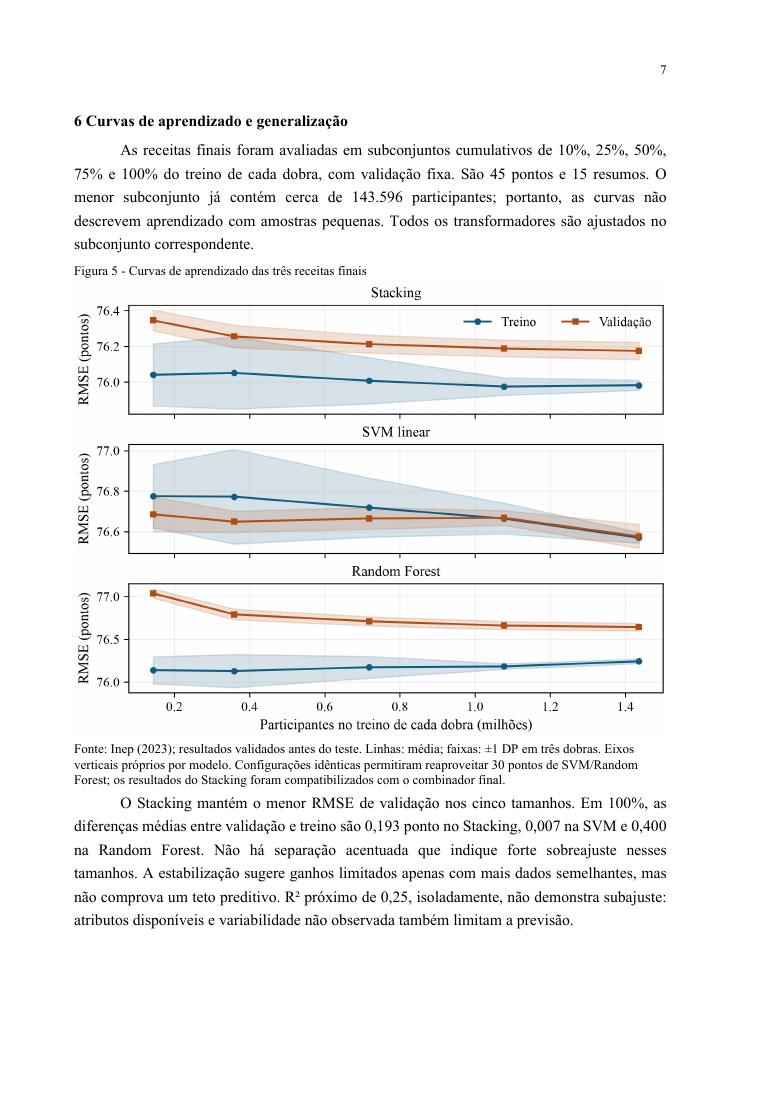 7
6 Curvas de aprendizado e generalização
As receitas finais foram avaliadas em subconjuntos cumulativos de 10%, 25%, 50%,
75% e 100% do treino de cada dobra, com validação fixa. São 45 pontos e 15 resumos. O
menor subconjunto já contém cerca de 143.596 participantes; portanto, as curvas não
descrevem aprendizado com amostras pequenas. Todos os transformadores são ajustados no
subconjunto correspondente.
Figura 5 - Curvas de aprendizado das três receitas finais
Stacking
RMSE (pontos)
76.4
76.2
76.0
Treino
Validação
SVM linear
RMSE (pontos)
77.0
76.8
76.6
Random Forest
RMSE (pontos)
77.0
76.5
76.0
0.2 0.4 0.6 0.8 1.0 1.2 1.4
Participantes no treino de cada dobra (milhões)
Fonte: Inep (2023); resultados validados antes do teste. Linhas: média; faixas: ±1 DP em três dobras. Eixos
verticais próprios por modelo. Configurações idênticas permitiram reaproveitar 30 pontos de SVM/Random
Forest; os resultados do Stacking foram compatibilizados com o combinador final.
O Stacking mantém o menor RMSE de validação nos cinco tamanhos. Em 100%, as
diferenças médias entre validação e treino são 0,193 ponto no Stacking, 0,007 na SVM e 0,400
na Random Forest. Não há separação acentuada que indique forte sobreajuste nesses
tamanhos. A estabilização sugere ganhos limitados apenas com mais dados semelhantes, mas
não comprova um teto preditivo. R² próximo de 0,25, isoladamente, não demonstra subajuste:
atributos disponíveis e variabilidade não observada também limitam a previsão.